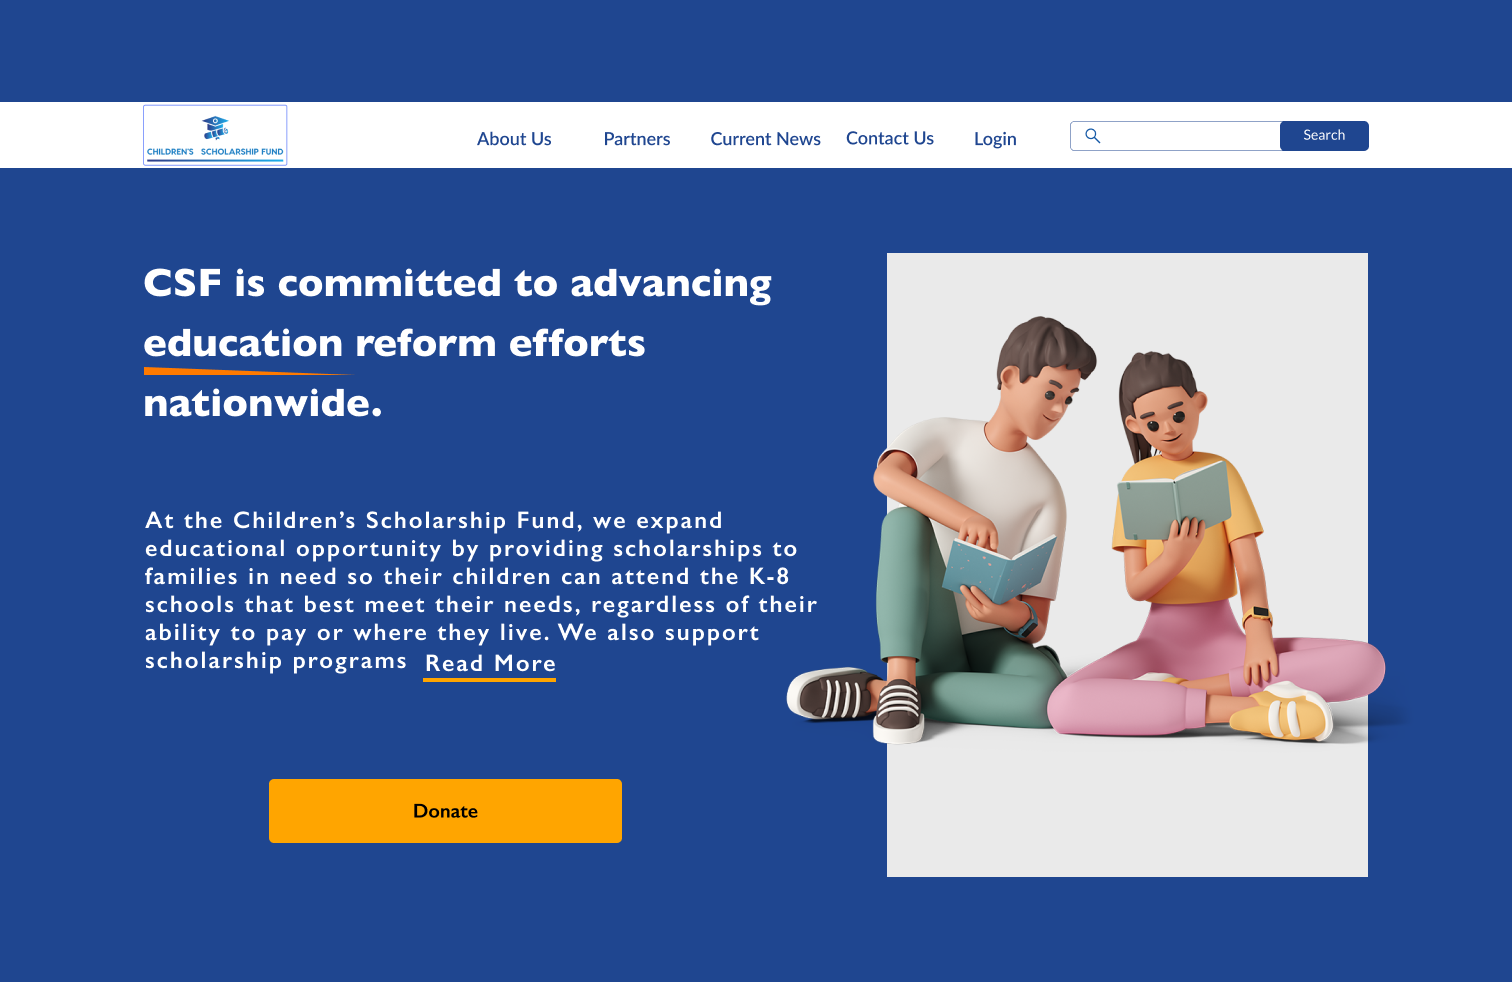 CHILDREN'S SCHOLARSHIP FUND
About Us
Partners
Current News
Contact Us
Login
Search
CSF is committed to advancing
education reform efforts
nationwide.
At the Children’s Scholarship Fund, we expand
educational opportunity by providing scholarships to
families in need so their children can attend the K-8
schools that best meet their needs, regardless of their
ability to pay or where they live. We also support
scholarship programs Read More
Donate